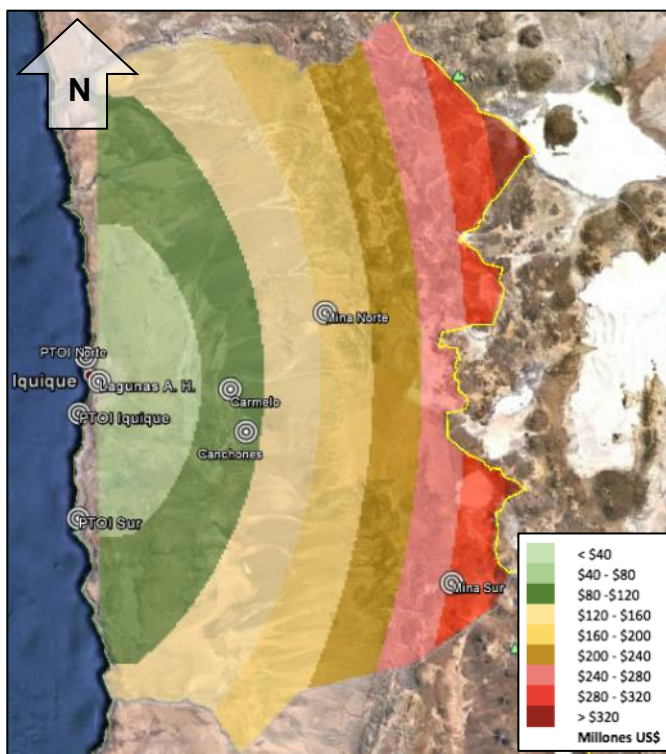 N
PTOI Norte
Iquique
Lagunas A. H.
PTOI Iquique
Carmelo
Canchones
Mina Norte
PTOI Sur
Mina Sur
< $40
$40 - $80
$80 -$120
$120 - $160
$160 - $200
$200 - $240
$240 - $280
$280 - $320
> $320
Millones US$